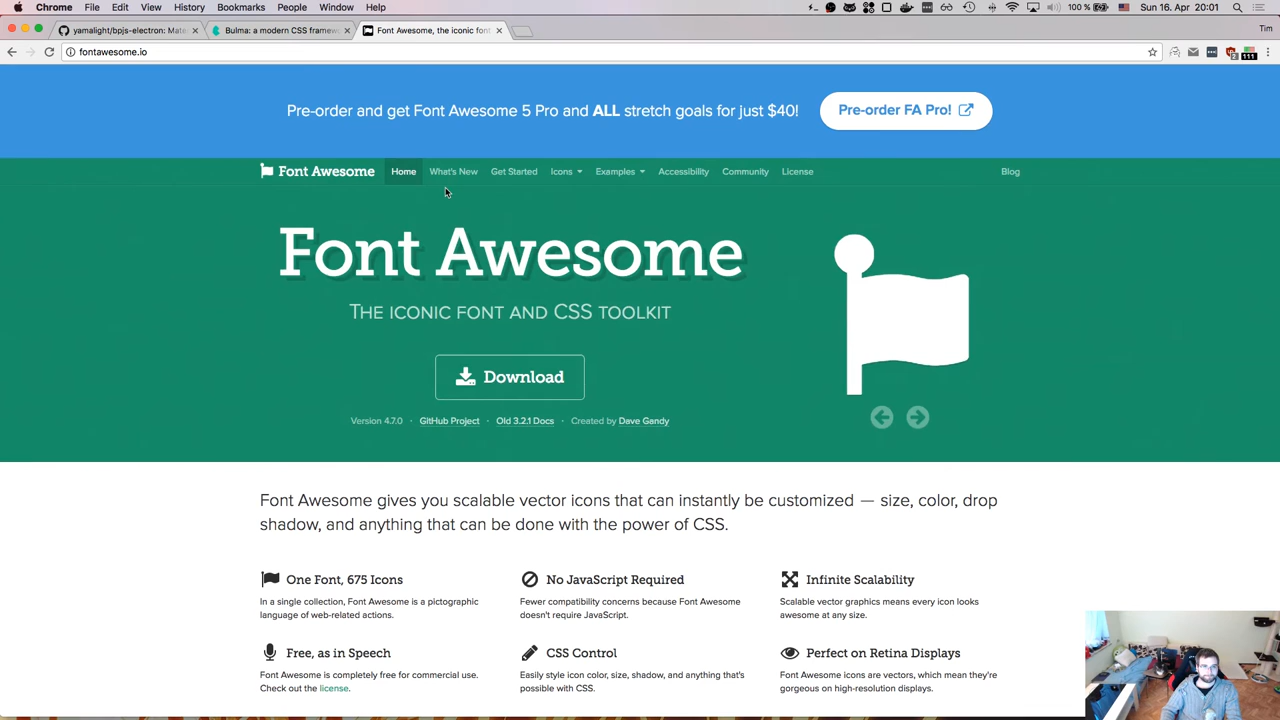 Chrome File Edit View History Bookmarks People Window Help 100 % Sun 16. Apr 20:01
yamalight/bpjs-electron: Mate
Bulma: a modern CSS framew
Font Awesome, the iconic font
Tim
fontawesome.io
111
Pre-order and get Font Awesome 5 Pro and ALL stretch goals for just $40!
Pre-order FA Pro!
Font Awesome Home What's New Get Started Icons Examples Accessibility Community License Blog
Font Awesome
The iconic font and CSS toolkit
Download
Version 4.7.0 · GitHub Project · Old 3.2.1 Docs · Created by Dave Gandy
Font Awesome gives you scalable vector icons that can instantly be customized — size, color, drop
shadow, and anything that can be done with the power of CSS.
One Font, 675 Icons
In a single collection, Font Awesome is a pictographic
language of web-related actions.
No JavaScript Required
Fewer compatibility concerns because Font Awesome
doesn't require JavaScript.
Infinite Scalability
Scalable vector graphics means every icon looks
awesome at any size.
Free, as in Speech
Font Awesome is completely free for commercial use.
Check out the license.
CSS Control
Easily style icon color, size, shadow, and anything that's
possible with CSS.
Perfect on Retina Displays
Font Awesome icons are vectors, which mean they're
gorgeous on high-resolution displays.